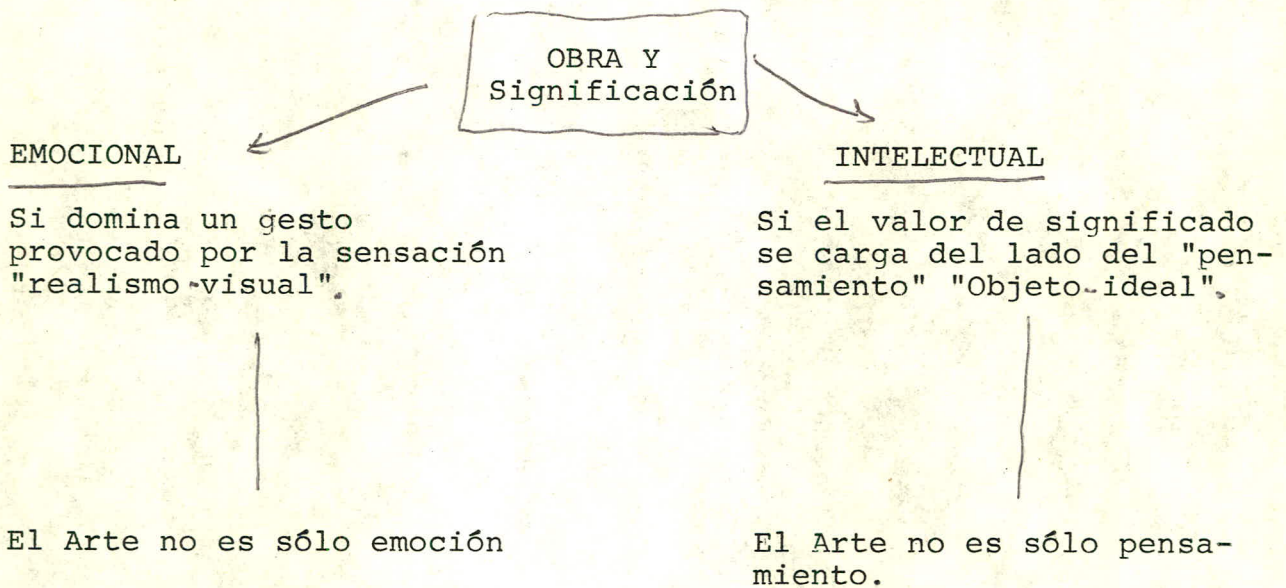 OBRA Y
Significación
EMOCIONAL
Si domina un gesto
provocado por la sensación
"realismo-visual".
El Arte no es sólo emoción
INTELECTUAL
Si el valor de significado
se carga del lado del "pen-
samiento" "Objeto-ideal".
El Arte no es sólo pensa-
miento.